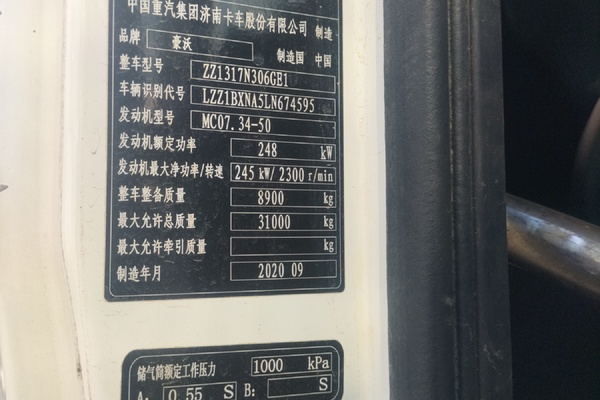 中国重汽集团济南卡车股份有限公司 制造
品牌 豪沃 制造国 中国
整车型号 ZZ1317N306GE1
车辆识别代号 LZZ1BXNA5LN674595
发动机型号 MC07.34-50
发动机额定功率 248 kW
发动机最大净功率/转速 245 kW/ 2300 r/min
整车整备质量 8900 kg
最大允许总质量 31000 kg
最大允许牵引质量 kg
制造年月 2020 09
储气筒额定工作压力 1000 kPa
A: 0.55 S B: S